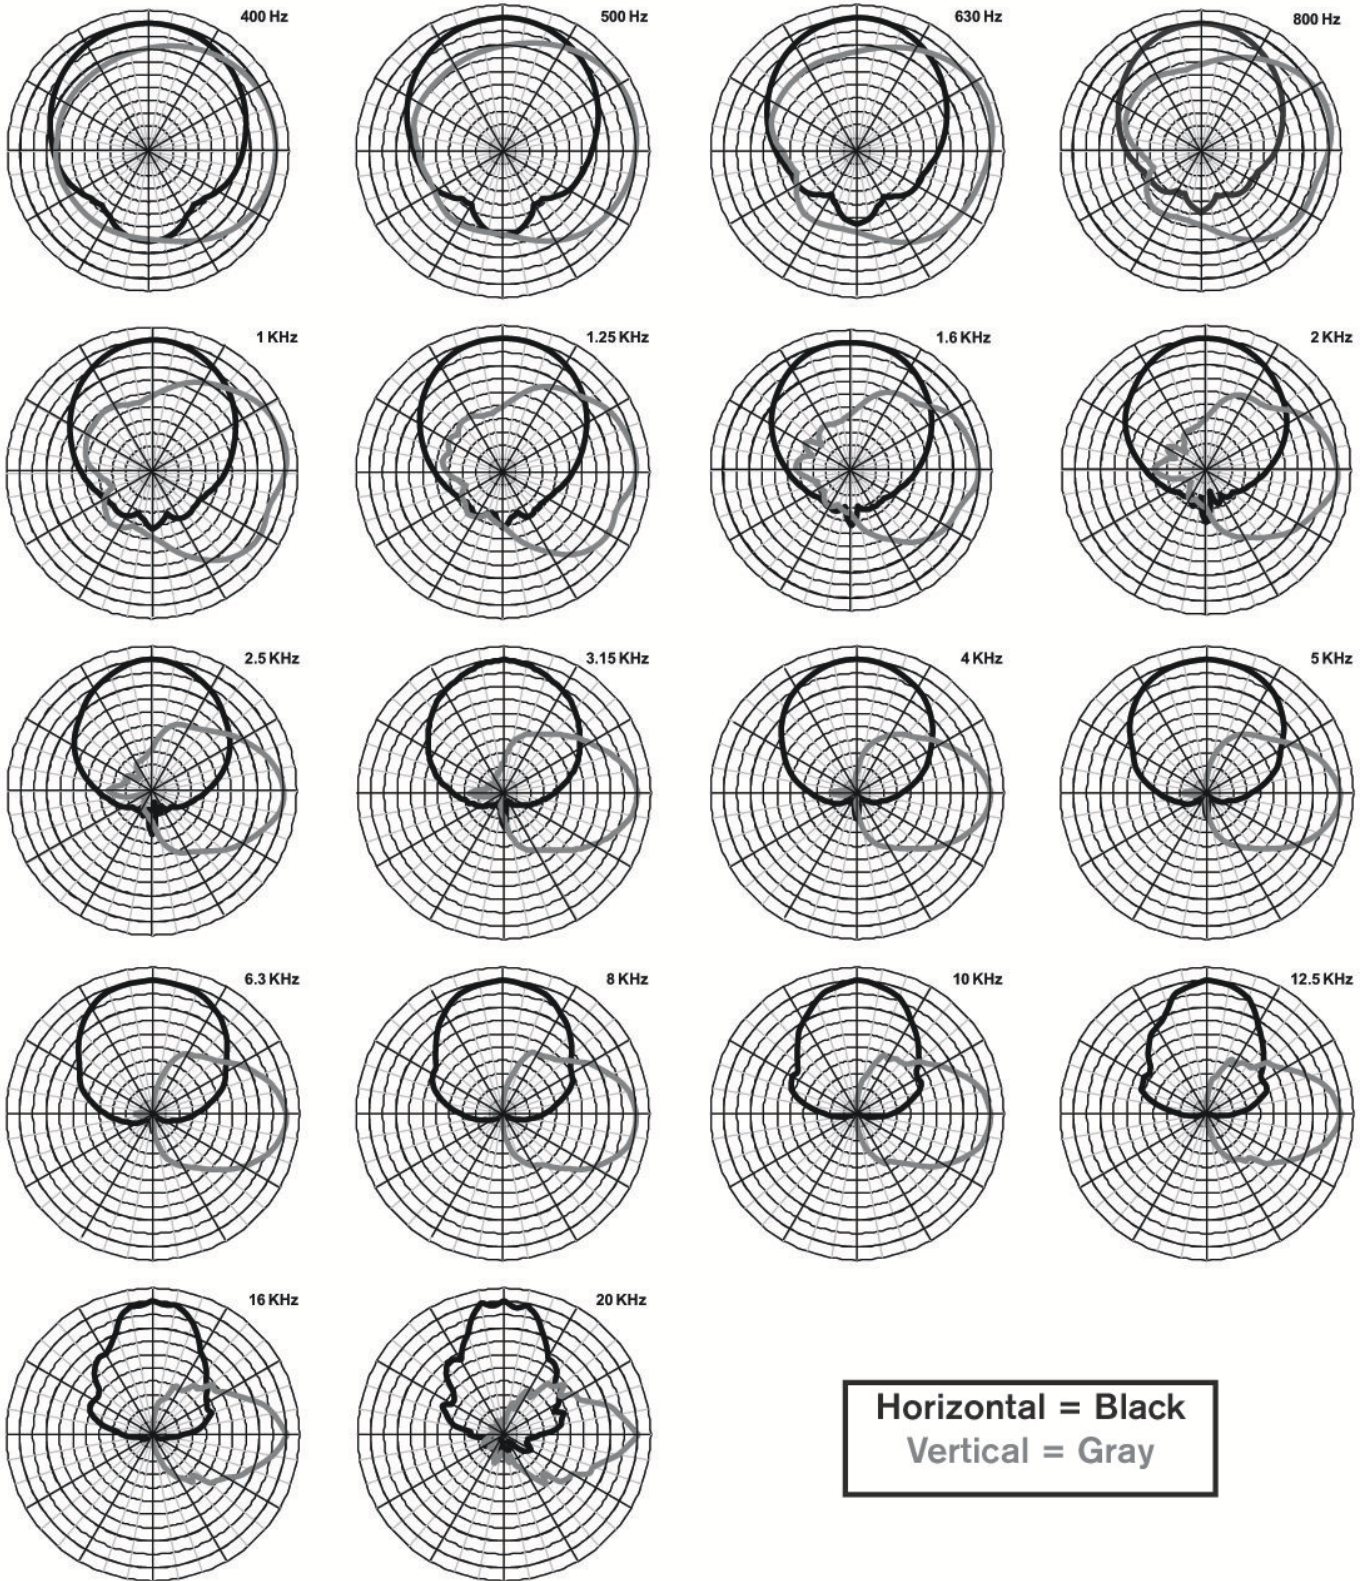 400 Hz
500 Hz
630 Hz
800 Hz
1 KHz
1.25 KHz
1.6 KHz
2 KHz
2.5 KHz
3.15 KHz
4 KHz
5 KHz
6.3 KHz
8 KHz
10 KHz
12.5 KHz
16 KHz
20 KHz
Horizontal = Black
Vertical = Gray